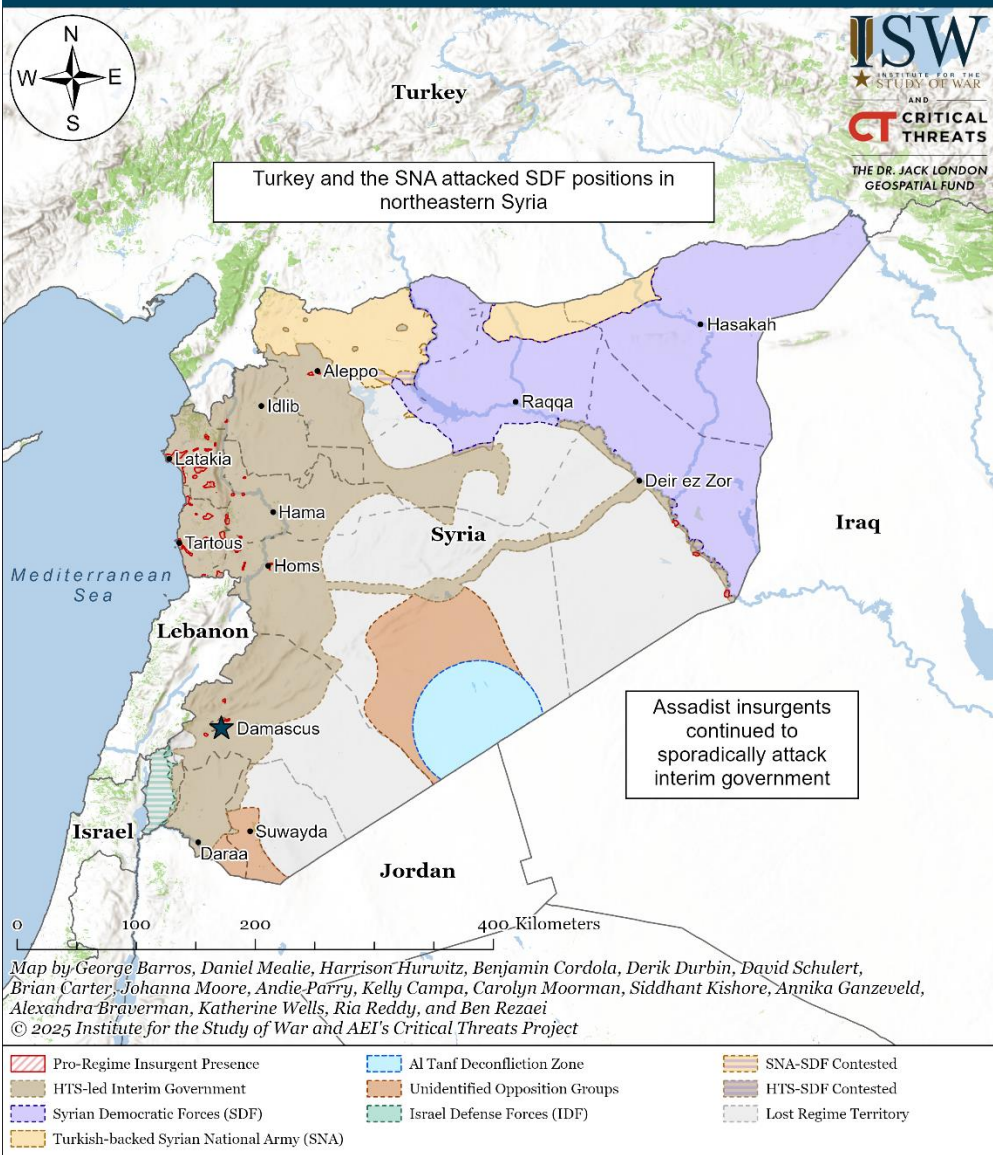 N
W
E
S
ISW
INSTITUTE FOR THE
STUDY OF WAR
AND
CT CRITICAL
THREATS
THE DR. JACK LONDON
GEOSPATIAL FUND
Turkey
Turkey and the SNA attacked SDF positions in
northeastern Syria
Hasakah
Aleppo
Idlib
Raqqa
Latakia
Deir ez Zor
Hama
Syria
Iraq
Tartous
Homs
Mediterranean
Sea
Lebanon
Damascus
Assadist insurgents
continued to
sporadically attack
interim government
Israel
Suwayda
Daraa
Jordan
0 100 200 400 Kilometers
Map by George Barros, Daniel Mealie, Harrison Hurwitz, Benjamin Cordola, Derik Durbin, David Schulert,
Brian Carter, Johanna Moore, Andie Parry, Kelly Campa, Carolyn Moorman, Siddhant Kishore, Annika Ganzeveld,
Alexandra Braverman, Katherine Wells, Ria Reddy, and Ben Rezaei
© 2025 Institute for the Study of War and AEI's Critical Threats Project
Pro-Regime Insurgent Presence
HTS-led Interim Government
Syrian Democratic Forces (SDF)
Turkish-backed Syrian National Army (SNA)
Al Tanf Deconfliction Zone
Unidentified Opposition Groups
Israel Defense Forces (IDF)
SNA-SDF Contested
HTS-SDF Contested
Lost Regime Territory